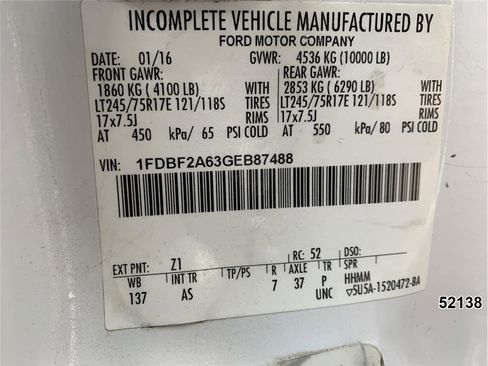 INCOMPLETE VEHICLE MANUFACTURED BY
FORD MOTOR COMPANY
DATE: 01/16 GVWR: 4536 KG (10000 LB)
FRONT GAWR: REAR GAWR:
1860 KG ( 4100 LB) WITH 2853 KG ( 6290 LB) WITH
LT245/75R17E 121/118S TIRES LT245/75R17E 121/118S TIRES
17x7.5J RIMS 17x7.5J RIMS
AT 450 kPa/ 65 PSI COLD AT 550 kPa/ 80 PSI COLD
VIN: 1FDBF2A63GEB87488
EXT PNT: Z1 RC: 52 DSO:
WB INT TR TP/PS R AXLE TR SPR
137 AS 7 37 P HHMM
UNC ▽5U5A-1520472-BA
52138